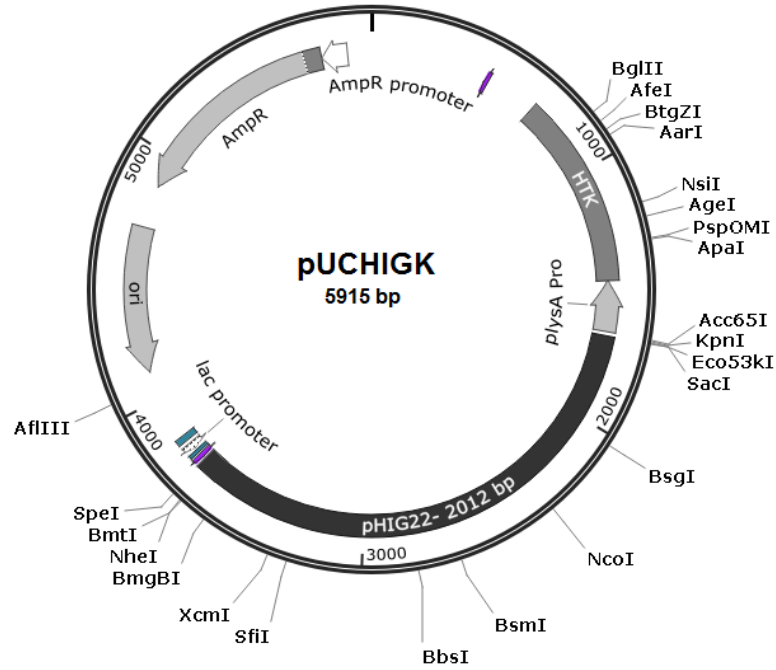 AmpR promoter
AmpR
BglII
AfeI
BtgZI
AarI
1000
HTK
NsiI
AgeI
PspOMI
ApaI
5000
ori
pUCHIGK
5915 bp
plysA Pro
Acc65I
KpnI
Eco53kI
SacI
2000
BsgI
lac promoter
4000
AflIII
pHIG22- 2012 bp
NcoI
3000
SpeI
BmtI
NheI
BmgBI
XcmI
SfiI
BsmI
BbsI